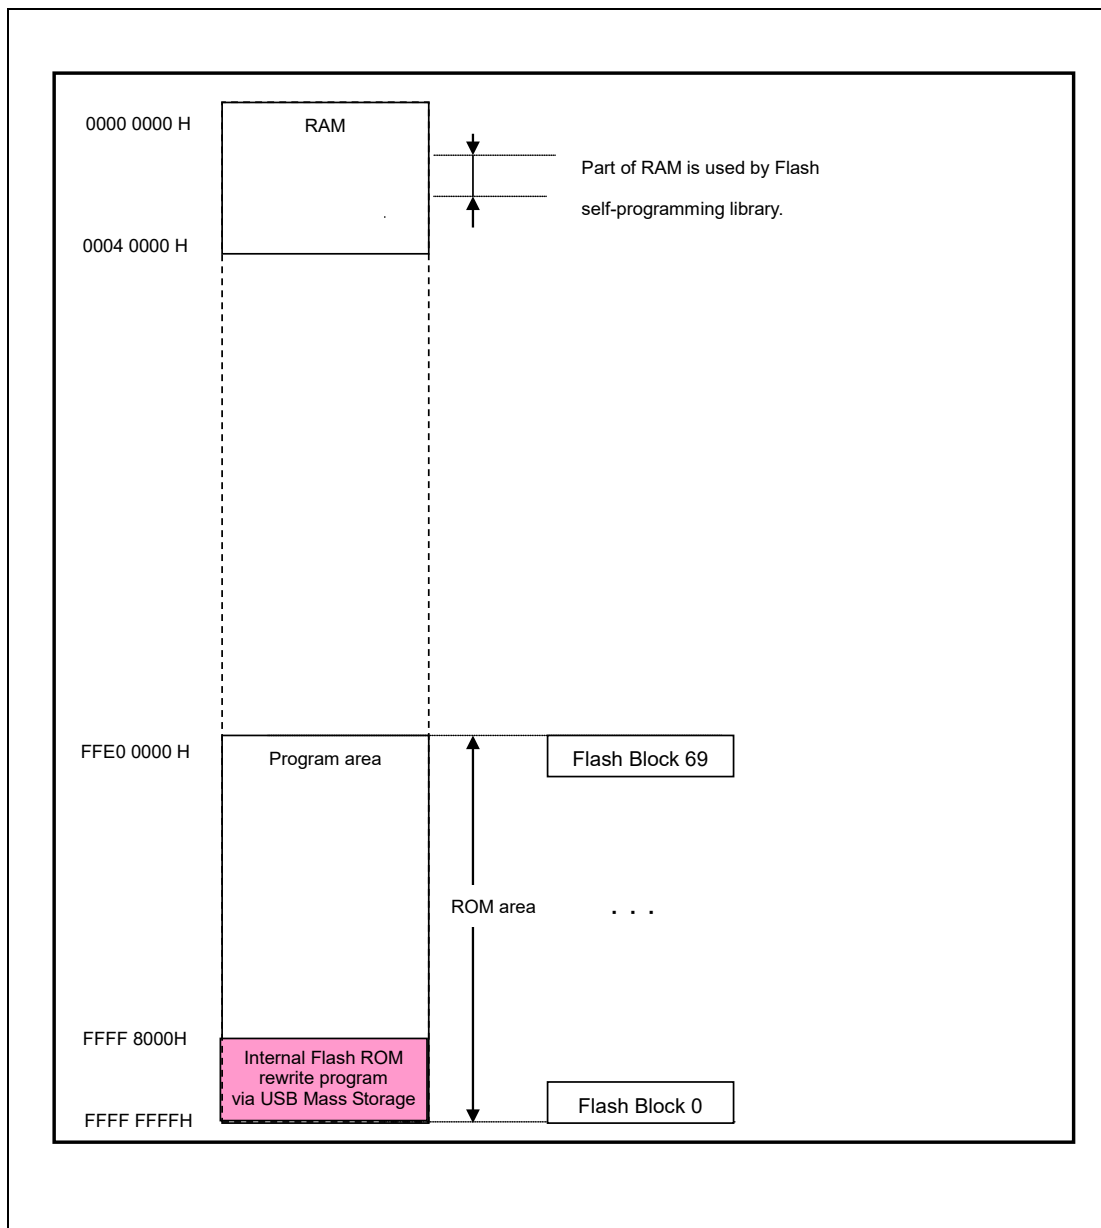 0000 0000 H
RAM
Part of RAM is used by Flash
self-programming library.
0004 0000 H
FFE0 0000 H
Program area
Flash Block 69
ROM area
. . .
FFFF 8000H
Internal Flash ROM
rewrite program
via USB Mass Storage
Flash Block 0
FFFF FFFFH